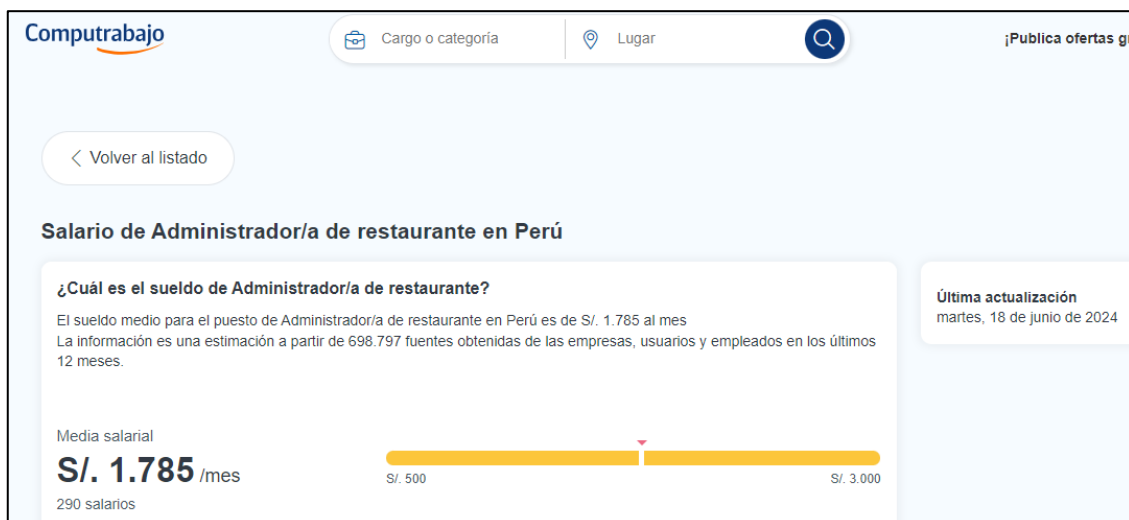 Computrabajo
Cargo o categoría
Lugar
¡Publica ofertas
Volver al listado
Salario de Administrador/a de restaurante en Perú
¿Cuál es el sueldo de Administrador/a de restaurante?
El sueldo medio para el puesto de Administrador/a de restaurante en Perú es de S/. 1.785 al mes
La información es una estimación a partir de 698.797 fuentes obtenidas de las empresas, usuarios y empleados en los últimos
12 meses.
Última actualización
martes, 18 de junio de 2024
Media salarial
S/. 1.785 /mes
290 salarios
S/. 500
S/. 3.000